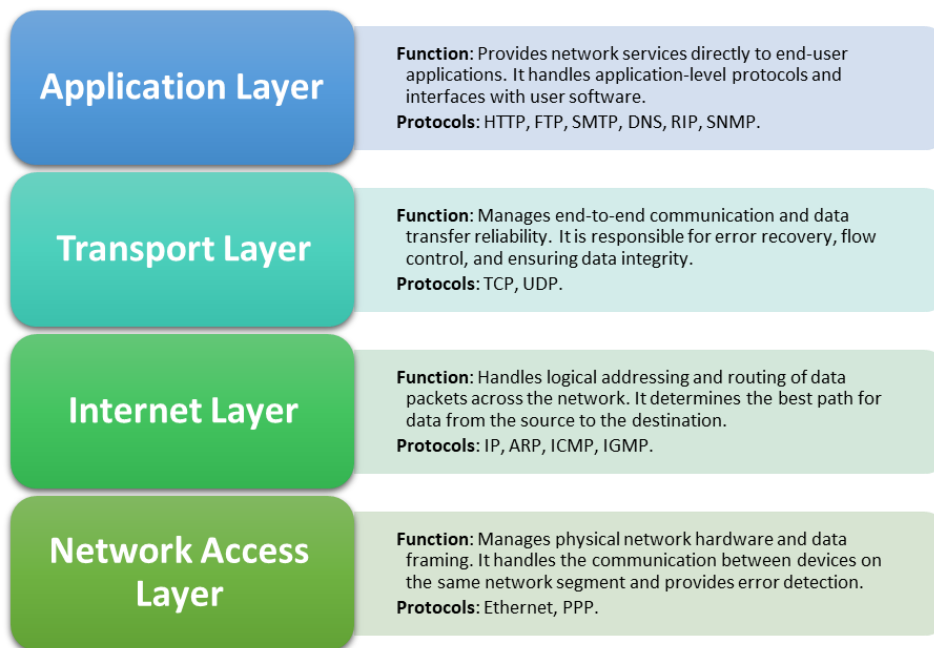 Application Layer
Function: Provides network services directly to end-user
applications. It handles application-level protocols and
interfaces with user software.
Protocols: HTTP, FTP, SMTP, DNS, RIP, SNMP.
Transport Layer
Function: Manages end-to-end communication and data
transfer reliability. It is responsible for error recovery, flow
control, and ensuring data integrity.
Protocols: TCP, UDP.
Internet Layer
Function: Handles logical addressing and routing of data
packets across the network. It determines the best path for
data from the source to the destination.
Protocols: IP, ARP, ICMP, IGMP.
Network Access
Layer
Function: Manages physical network hardware and data
framing. It handles the communication between devices on
the same network segment and provides error detection.
Protocols: Ethernet, PPP.